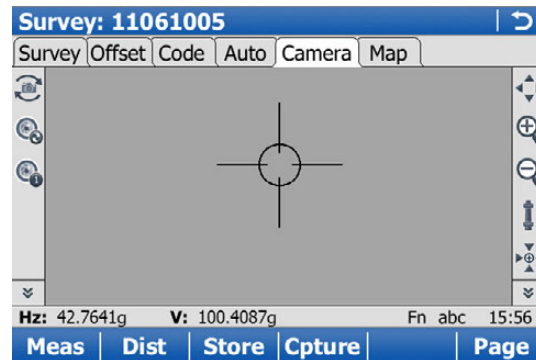 Survey: 11061005
Survey Offset Code Auto Camera Map
Hz: 42.7641g V: 100.4087g Fn abc 15:56
Meas Dist Store Cpture Page